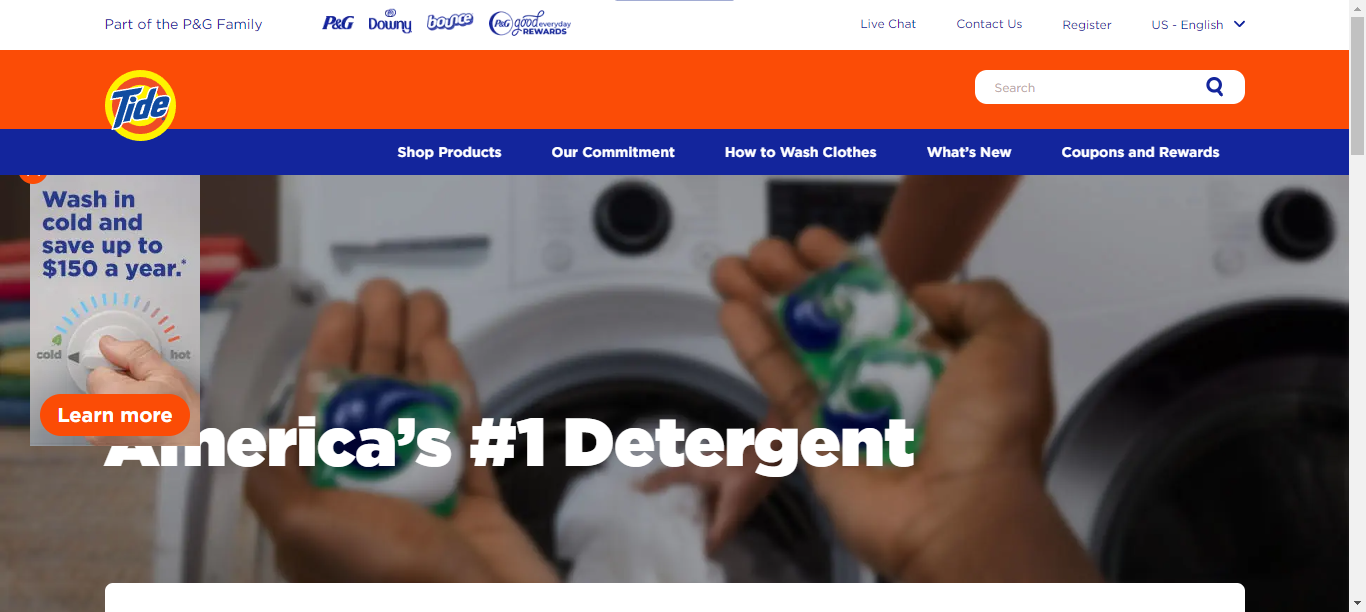 Part of the P&G Family
P&G
Downy
bounce
P&G good everyday
REWARDS
Live Chat
Contact Us
Register
US - English
Tide
Search
Shop Products
Our Commitment
How to Wash Clothes
What's New
Coupons and Rewards
Wash in
cold and
save up to
$150 a year.*
cold
hot
Learn more
America's #1 Detergent